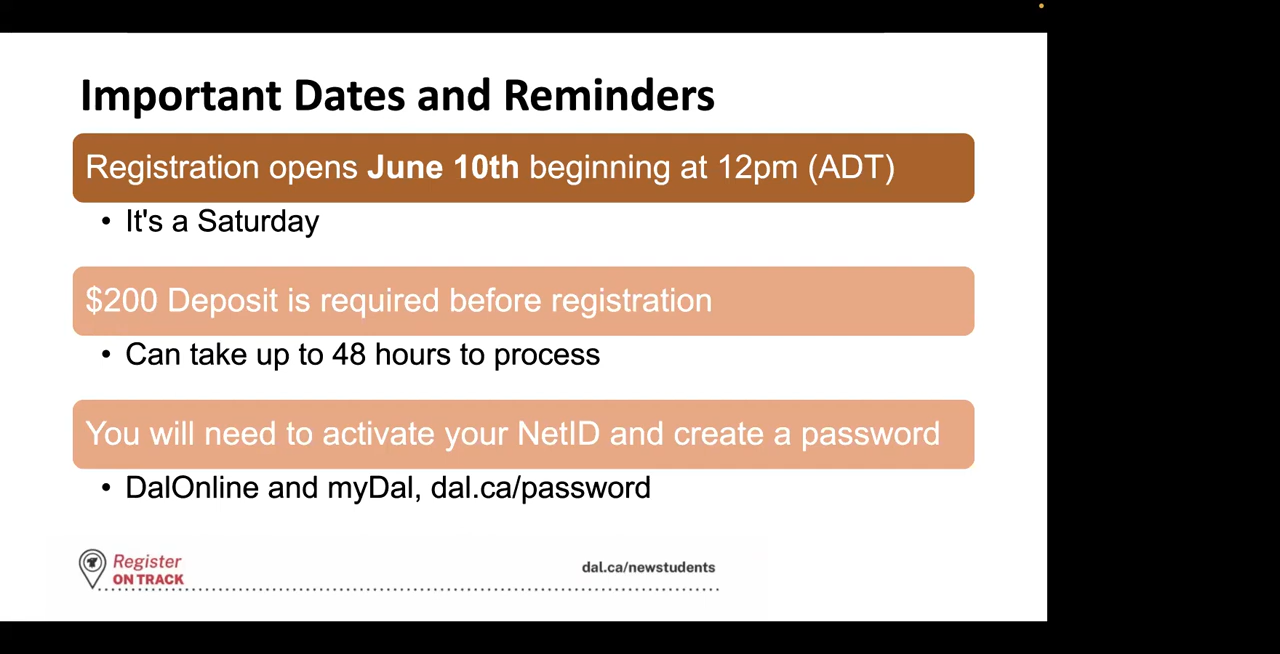 Important Dates and Reminders
Registration opens June 10th beginning at 12pm (ADT)
• It's a Saturday
$200 Deposit is required before registration
• Can take up to 48 hours to process
You will need to activate your NetID and create a password
• DalOnline and myDal, dal.ca/password
Register
ON TRACK
dal.ca/newstudents